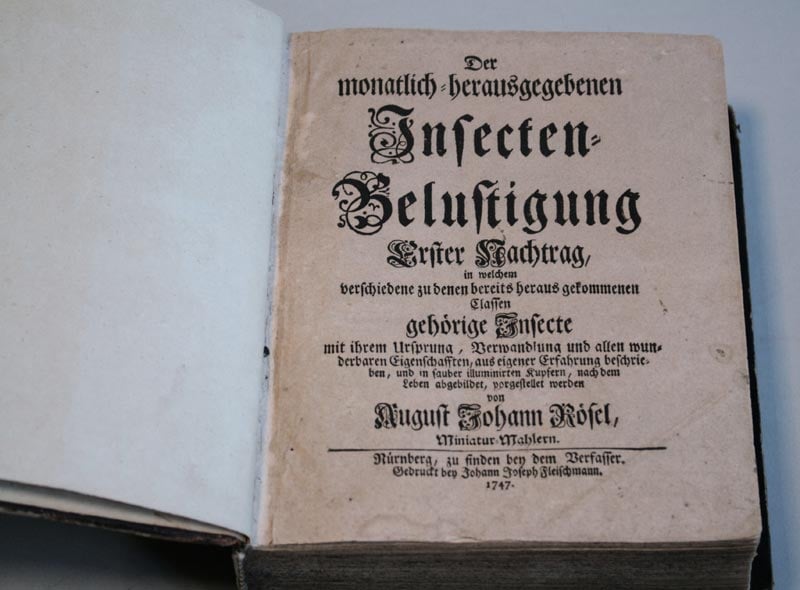 Der
monatlich-herausgegebenen
Insecten-
Belustigung
Erster Nachtrag,
in welchem
verschiedene zu denen bereits heraus gekommenen
Classen
gehörige Insecte
mit ihrem Ursprung, Verwandlung und allen wun-
derbaren Eigenschafften, aus eigener Erfahrung beschrie-
ben, und in sauber illuminirten Kupfern, nach dem
Leben abgebildet, vorgestellet werden
von
August Johann Rösel,
Miniatur-Mahlern.
Nürnberg, zu finden bey dem Verfasser.
Gedruckt bey Johann Joseph Fleischmann.
1747.